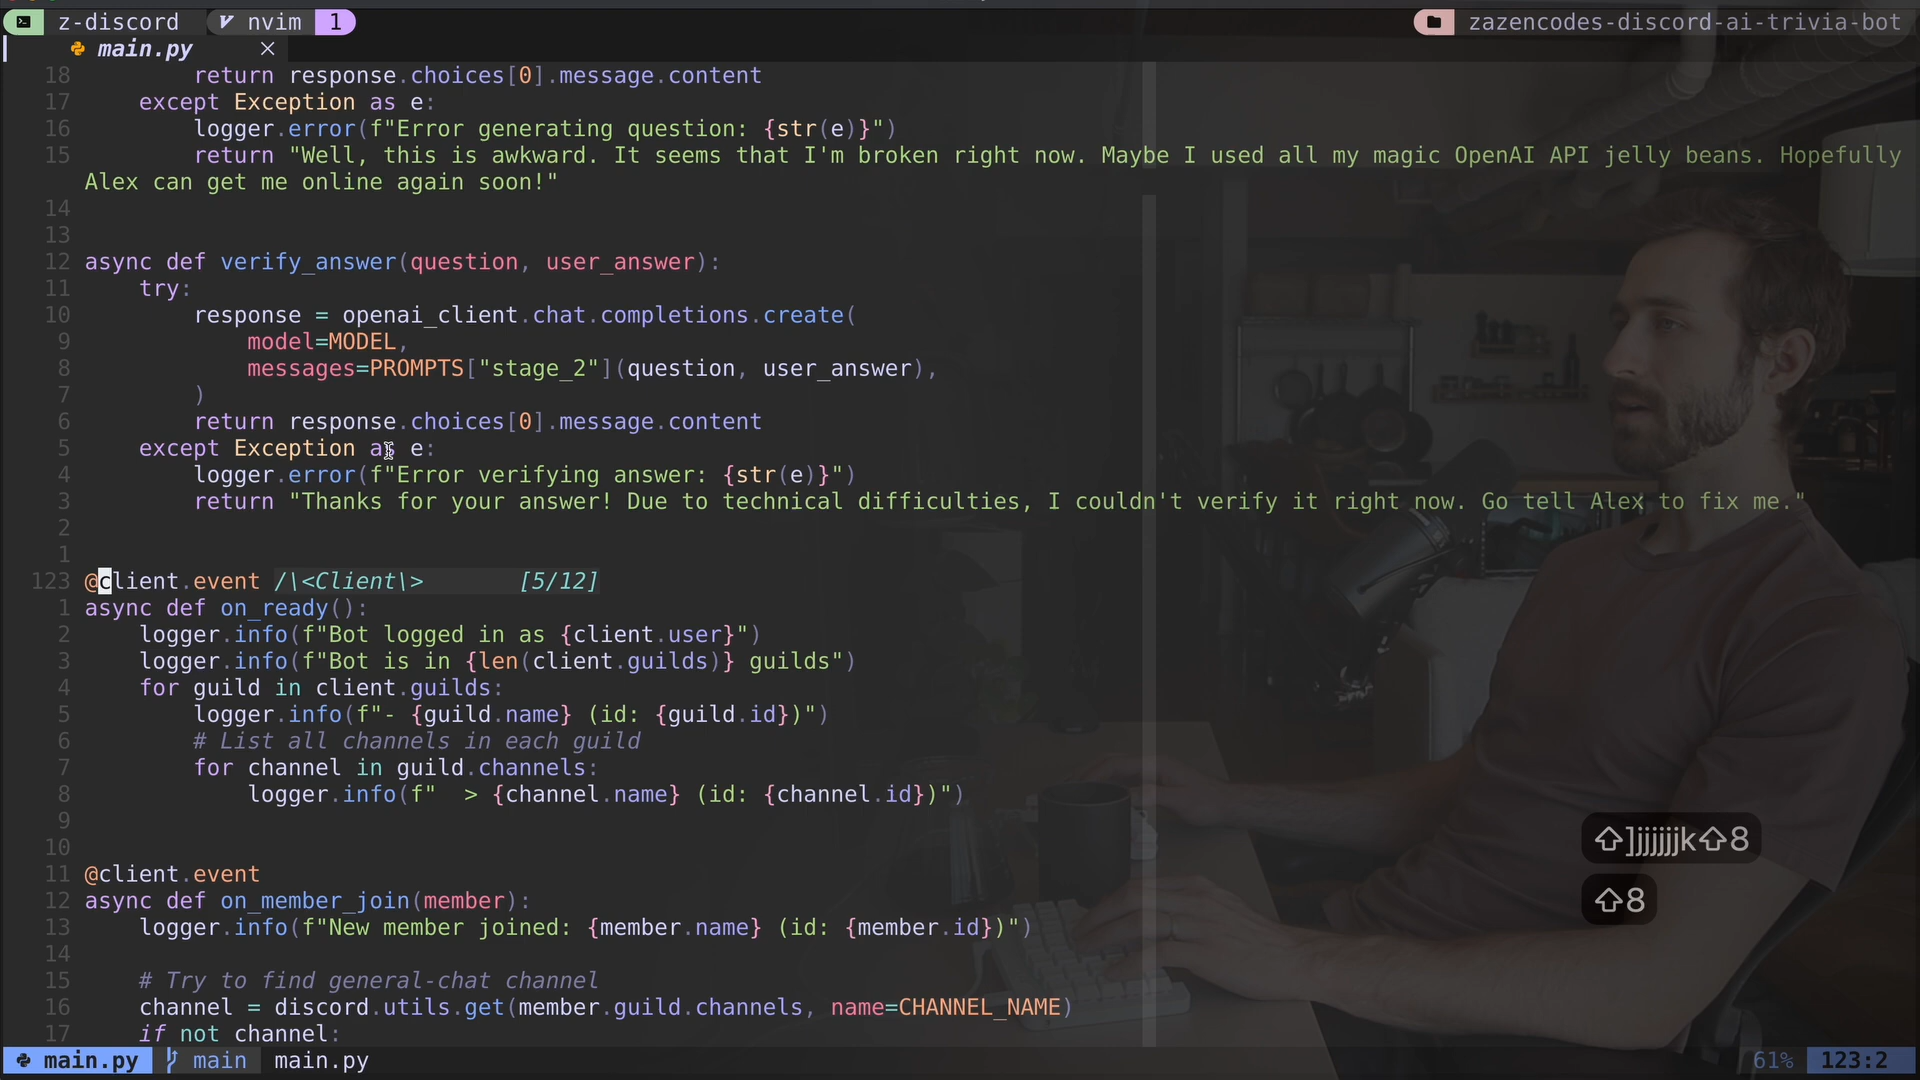 z-discord nvim 1 zazencodes-discord-ai-trivia-bot
main.py
18 return response.choices[0].message.content
17 except Exception as e:
16 logger.error(f"Error generating question: {str(e)}")
15 return "Well, this is awkward. It seems that I'm broken right now. Maybe I used all my magic OpenAI API jelly beans. Hopefully
Alex can get me online again soon!"
14
13
12 async def verify_answer(question, user_answer):
11 try:
10 response = openai_client.chat.completions.create(
9 model=MODEL,
8 messages=PROMPTS["stage_2"](question, user_answer),
7 )
6 return response.choices[0].message.content
5 except Exception as e:
4 logger.error(f"Error verifying answer: {str(e)}")
3 return "Thanks for your answer! Due to technical difficulties, I couldn't verify it right now. Go tell Alex to fix me."
2
1
123 @client.event /\<Client\> [5/12]
1 async def on_ready():
2 logger.info(f"Bot logged in as {client.user}")
3 logger.info(f"Bot is in {len(client.guilds)} guilds")
4 for guild in client.guilds:
5 logger.info(f"- {guild.name} (id: {guild.id})")
6 # List all channels in each guild
7 for channel in guild.channels:
8 logger.info(f"  > {channel.name} (id: {channel.id})")
9
10
11 @client.event
12 async def on_member_join(member):
13 logger.info(f"New member joined: {member.name} (id: {member.id})")
14
15 # Try to find general-chat channel
16 channel = discord.utils.get(member.guild.channels, name=CHANNEL_NAME)
17 if not channel:
⇧]jjjjjjk⇧8
⇧8
main.py main main.py 61% 123:2